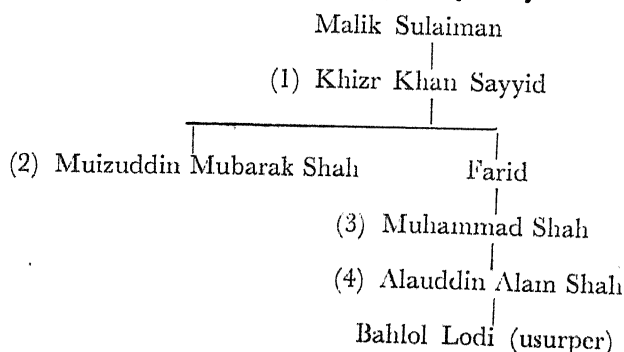 Malik Sulaiman
(1) Khizr Khan Sayyid
(2) Muizuddin Mubarak Shah Farid
(3) Muhammad Shah
(4) Alauddin Alam Shah
Bahlol Lodi (usurper)